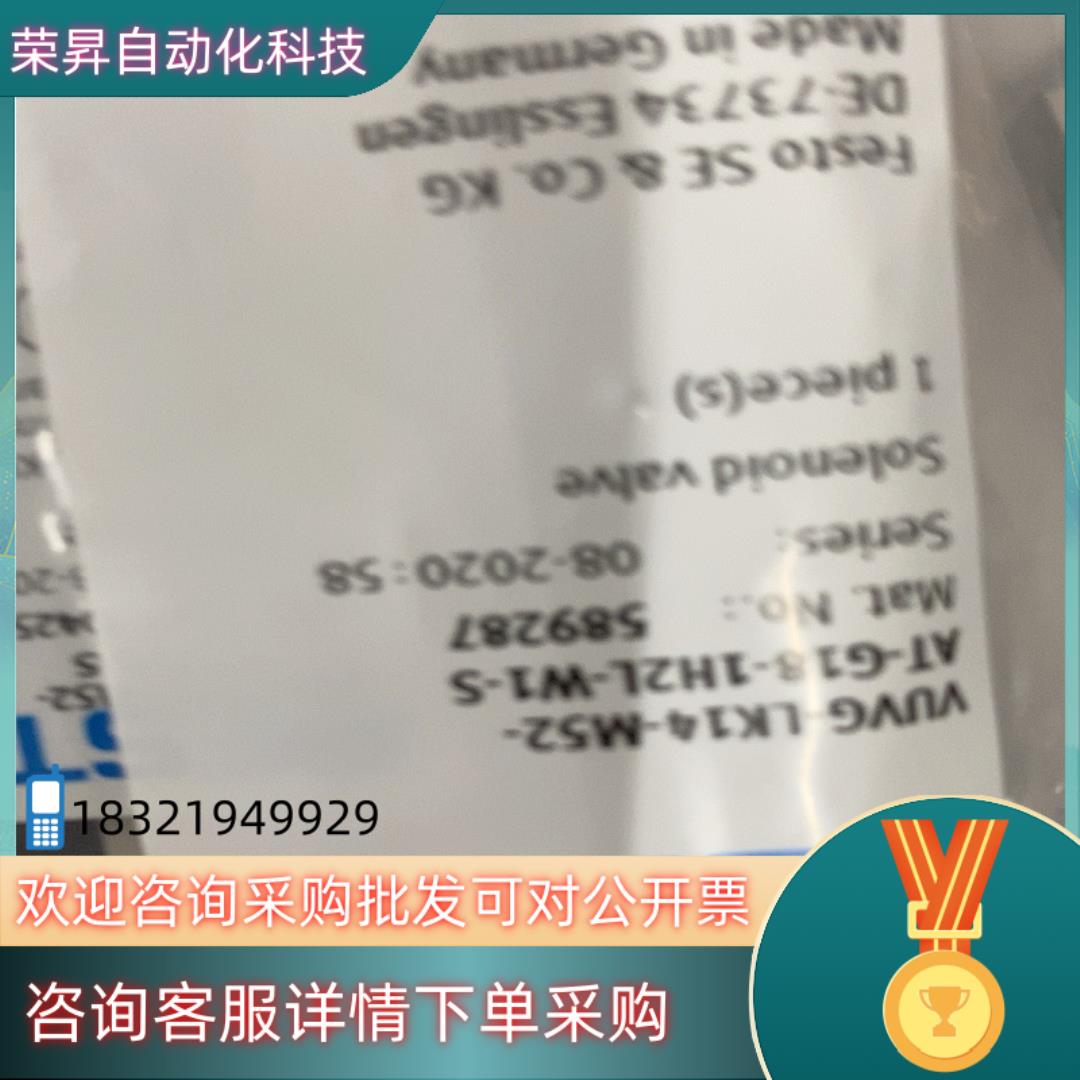 荣昇自动化科技
VUVG-LK14-M52-
AT-G18-1H2L-W1-S
Mat. No.: 589287
Series: 08-2020:58
Solenoid valve
1 piece(s)
Festo SE & Co. KG
DE-73734 Esslingen
Made in Germany
18321949929
欢迎咨询采购批发可对公开票
咨询客服详情下单采购